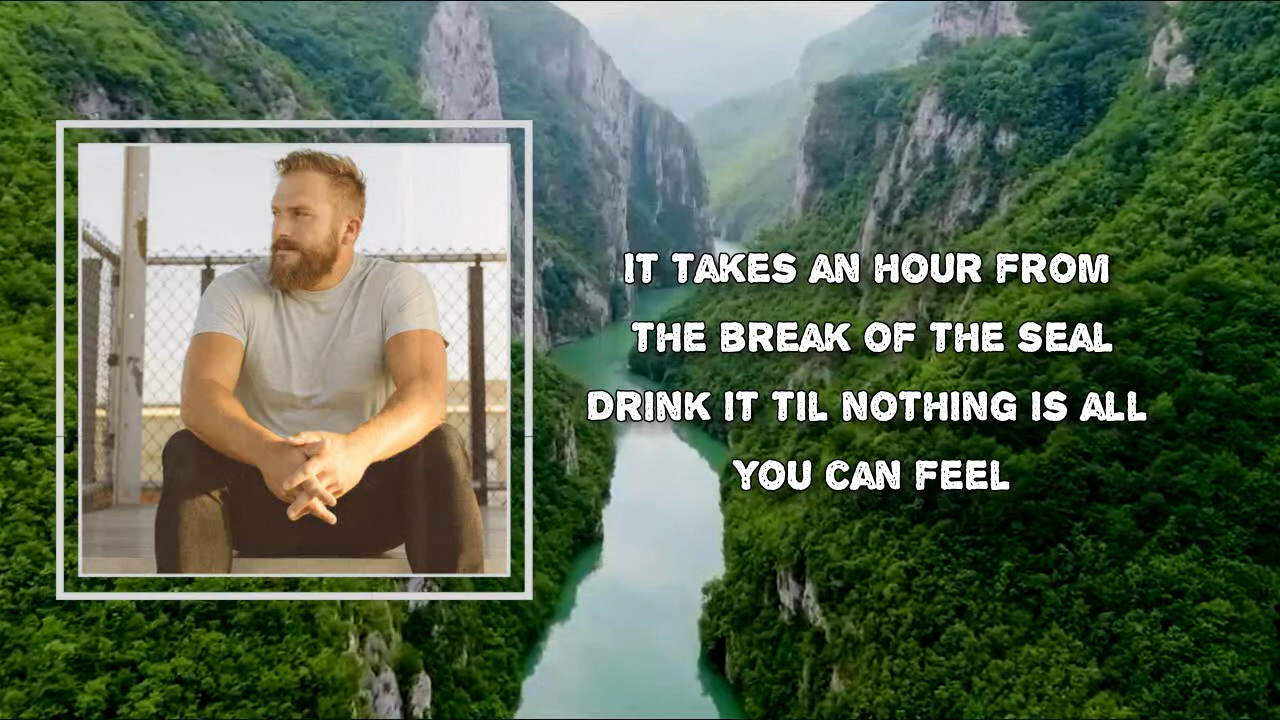 IT TAKES AN HOUR FROM
THE BREAK OF THE SEAL
DRINK IT TIL NOTHING IS ALL
YOU CAN FEEL